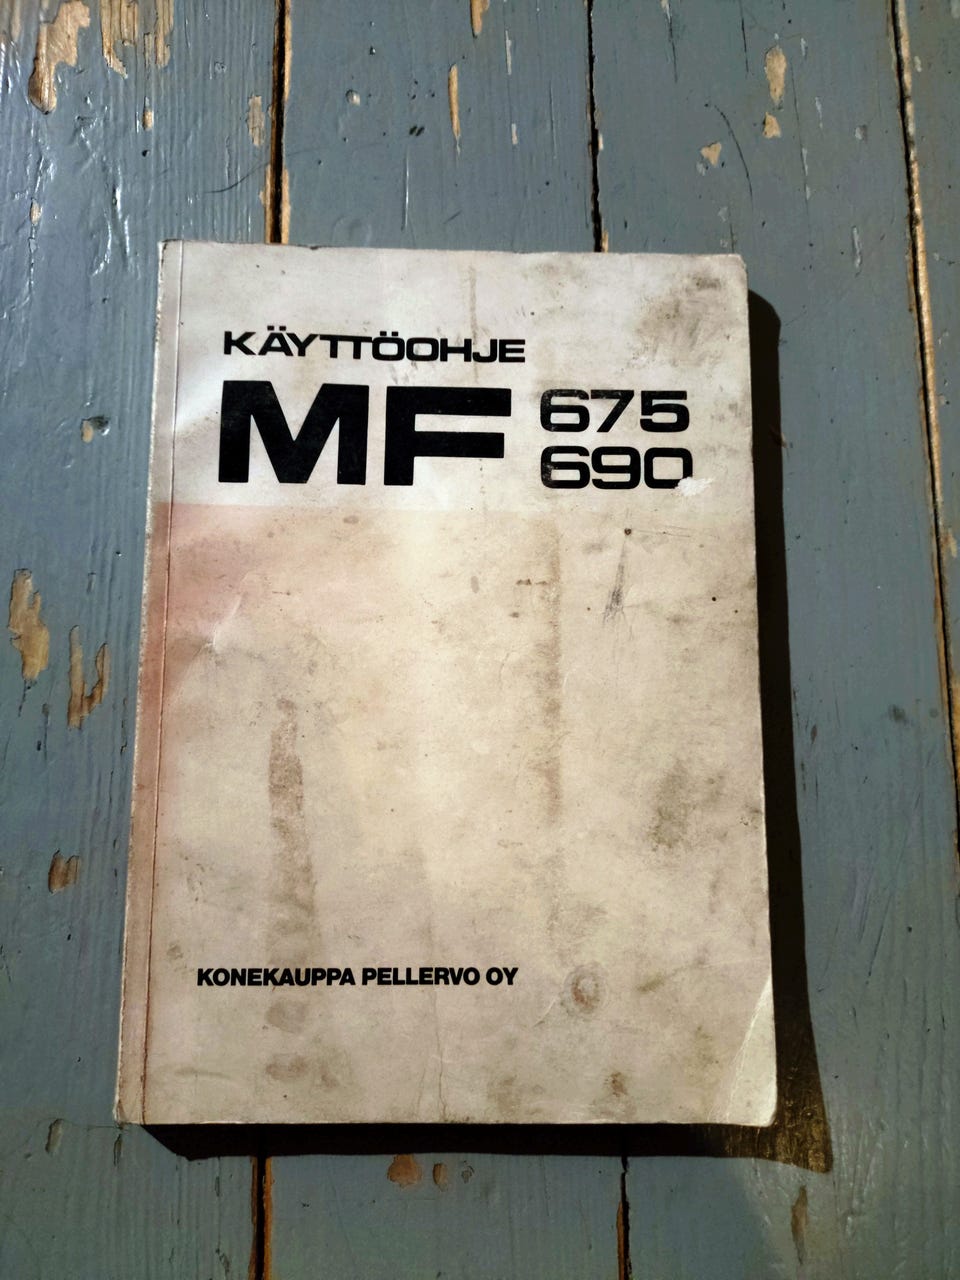 KÄYTTÖOHJE
MF 675
690
KONEKAUPPA PELLERVO OY